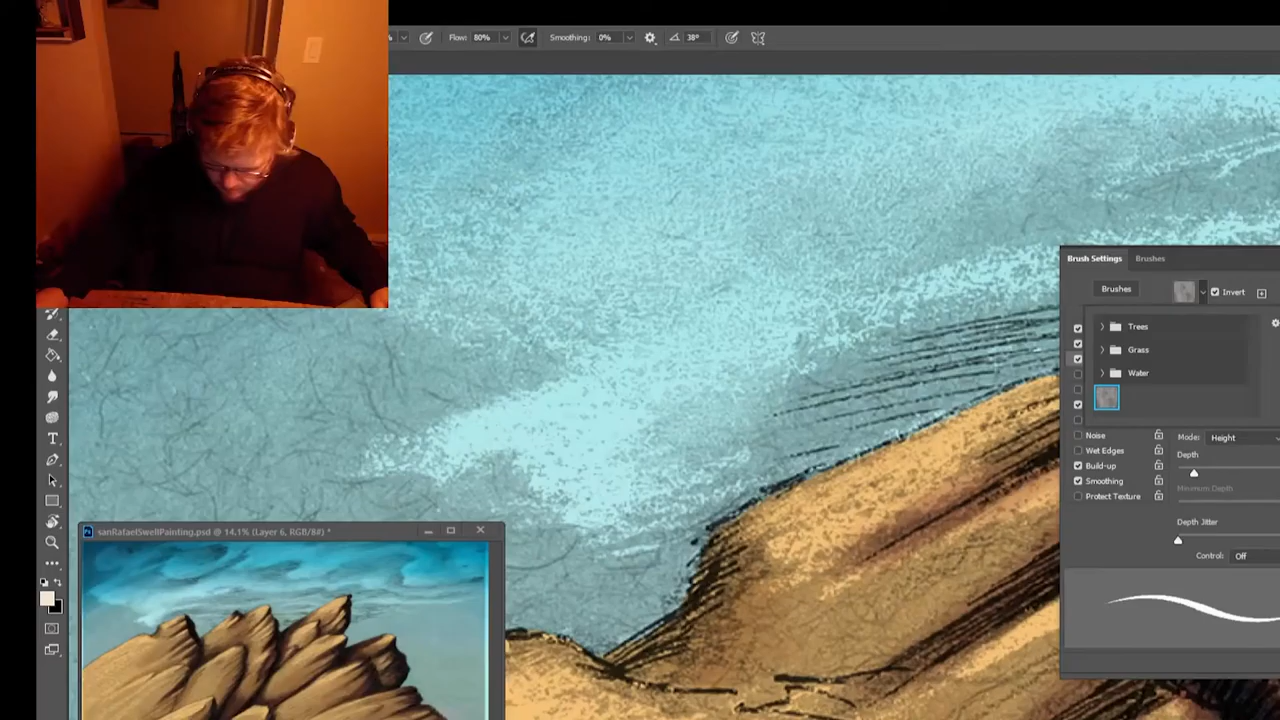 % Flow: 80% Smoothing: 0% 38°
Brush Settings Brushes
Brushes Invert
Trees
Grass
Water
Noise Mode: Height
Wet Edges Depth
Build-up
Smoothing
Protect Texture Minimum Depth
Depth Jitter
Control: Off
sanRafaelSwellPainting.psd @ 14.1% (Layer 6, RGB/8#) *